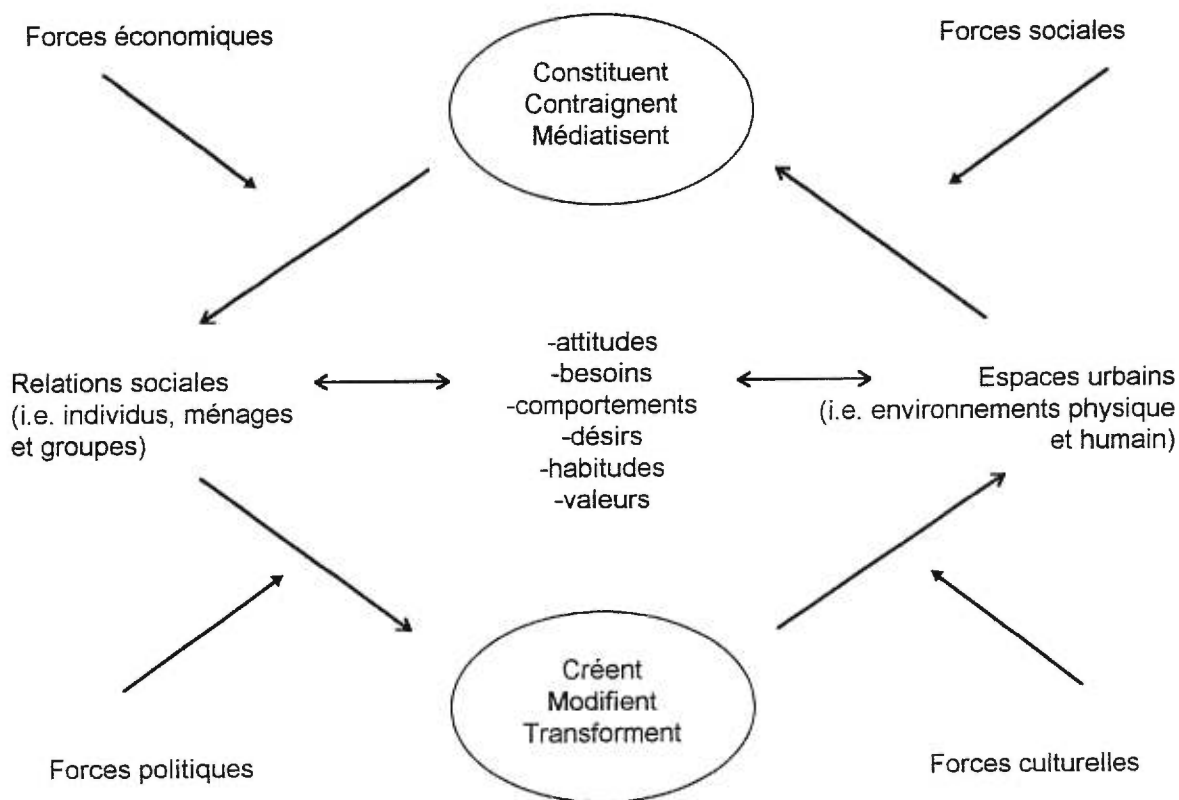 Forces économiques
Forces sociales
Constituent
Contraignent
Médiatisent
Relations sociales
(i.e. individus, ménages
et groupes)
-attitudes
-besoins
-comportements
-désirs
-habitudes
-valeurs
Espaces urbains
(i.e. environnements physique
et humain)
Créent
Modifient
Transforment
Forces politiques
Forces culturelles